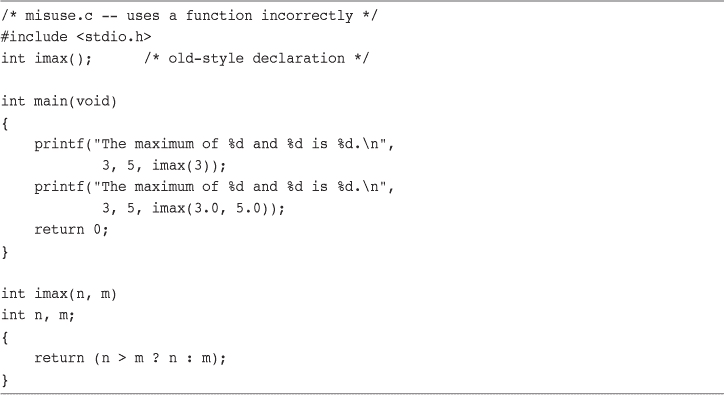 /* misuse.c -- uses a function incorrectly */
#include <stdio.h>
int imax();      /* old-style declaration */

int main(void)
{
    printf("The maximum of %d and %d is %d.\n",
            3, 5, imax(3));
    printf("The maximum of %d and %d is %d.\n",
            3, 5, imax(3.0, 5.0));
    return 0;
}

int imax(n, m)
int n, m;
{
    return (n > m ? n : m);
}